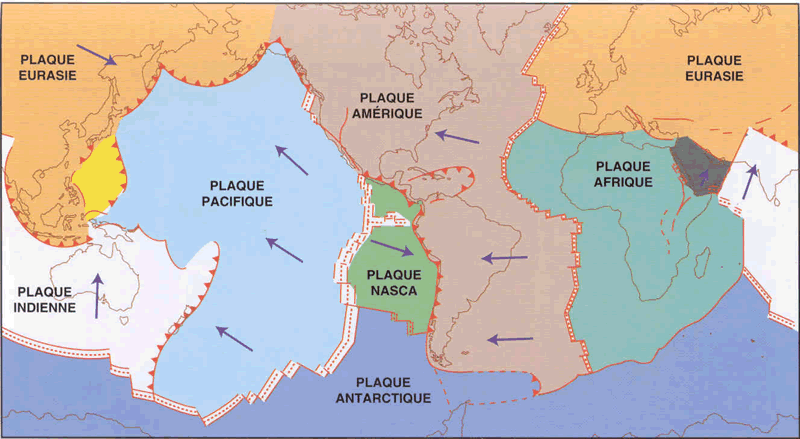 PLAQUE
EURASIE
PLAQUE
EURASIE
PLAQUE
AMÉRIQUE
PLAQUE
AFRIQUE
PLAQUE
PACIFIQUE
PLAQUE
NASCA
PLAQUE
INDIENNE
PLAQUE
ANTARCTIQUE